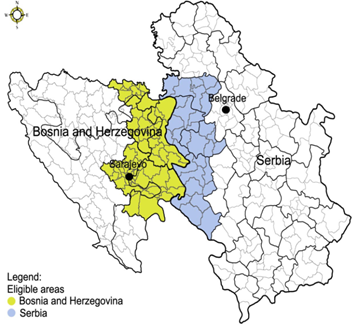 N
W E
S
Belgrade
Bosnia and Herzegovina
Sarajevo
Serbia
Legend:
Eligible areas
Bosnia and Herzegovina
Serbia